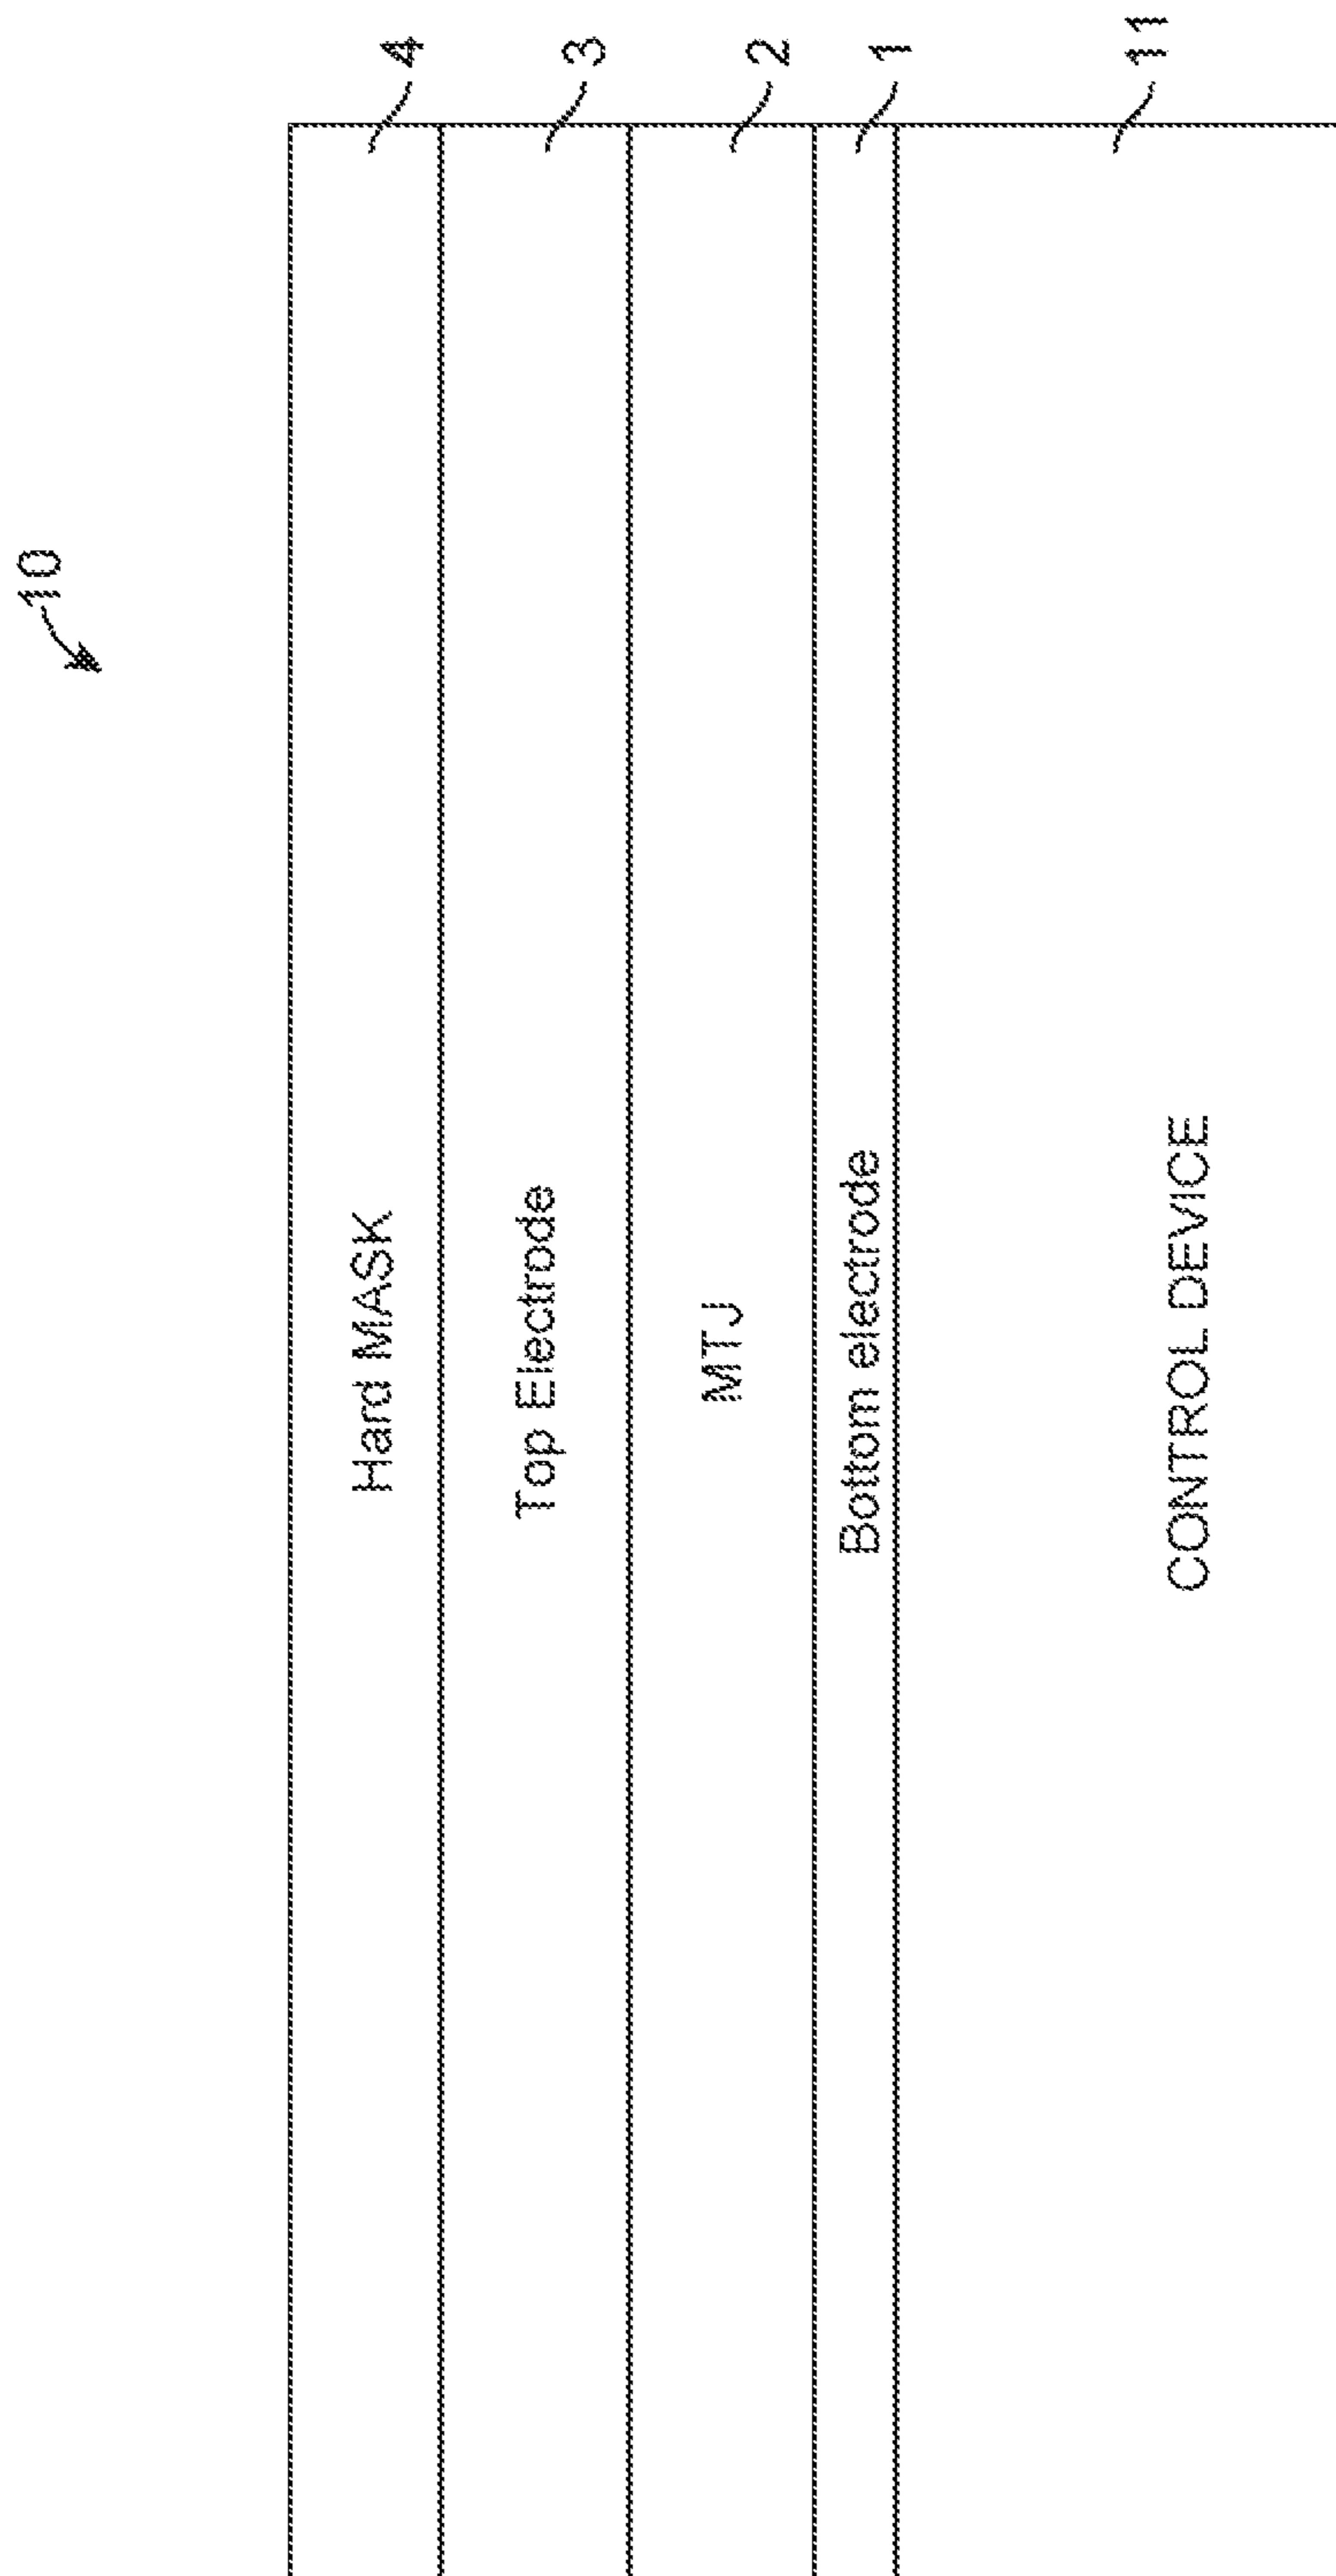 10
Hard MASK
4
Top Electrode
3
MTJ
2
Bottom electrode
1
CONTROL DEVICE
11